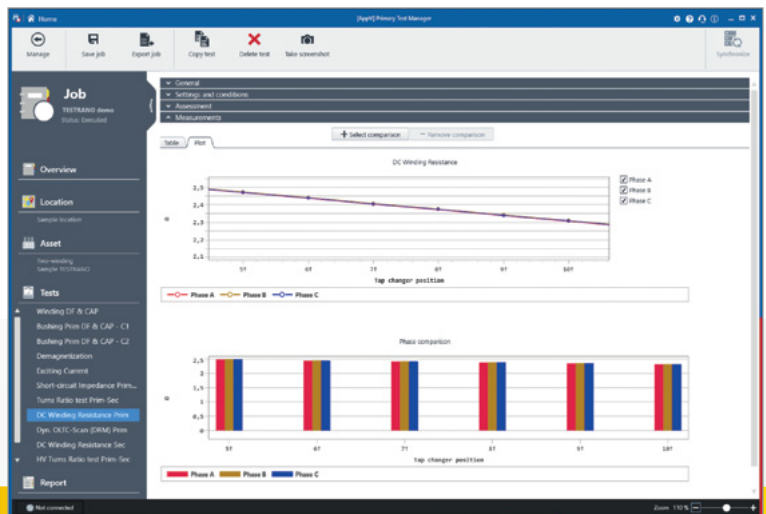 Home
[AppV] Primary Test Manager
Manage
Save job
Export job
Copy test
Delete test
Take screenshot
Synchronize
Job
TESTRANO demo
Status: Executed
Overview
Location
Sample location
Asset
Two-winding
Sample TESTRANO
Tests
Winding DF & CAP
Bushing Prim DF & CAP - C1
Bushing Prim DF & CAP - C2
Demagnetization
Exciting Current
Short-circuit Impedance Prim...
Turns Ratio test Prim-Sec
DC Winding Resistance Prim
Dyn. OLTC-Scan (DRM) Prim
DC Winding Resistance Sec
HV Turns Ratio test Prim-Sec
Report
General
Settings and conditions
Assessment
Measurements
+ Select comparison
− Remove comparison
Table
Plot
DC Winding Resistance
2,5
2,4
2,3
2,2
2,1
Ω
5↑ 6↑ 7↑ 8↑ 9↑ 10↑
Tap changer position
Phase A
Phase B
Phase C
Phase A Phase B Phase C
Phase comparison
2,5
2
1,5
1
0,5
0
Ω
5↑ 6↑ 7↑ 8↑ 9↑ 10↑
Tap changer position
Phase A Phase B Phase C
Not connected
Zoom 110 %